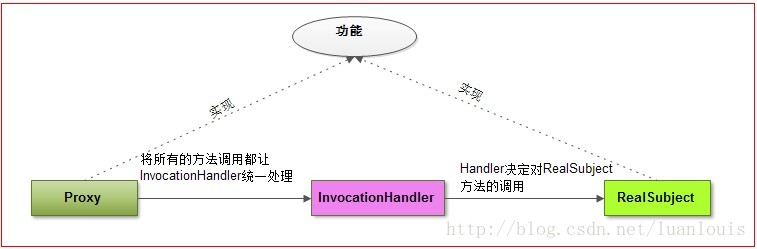 功能
实现
实现
将所有的方法调用都让
InvocationHandler统一处理
Handler决定对RealSubject
方法的调用
Proxy
InvocationHandler
RealSubject
http://blog.csdn.net/luanlouis